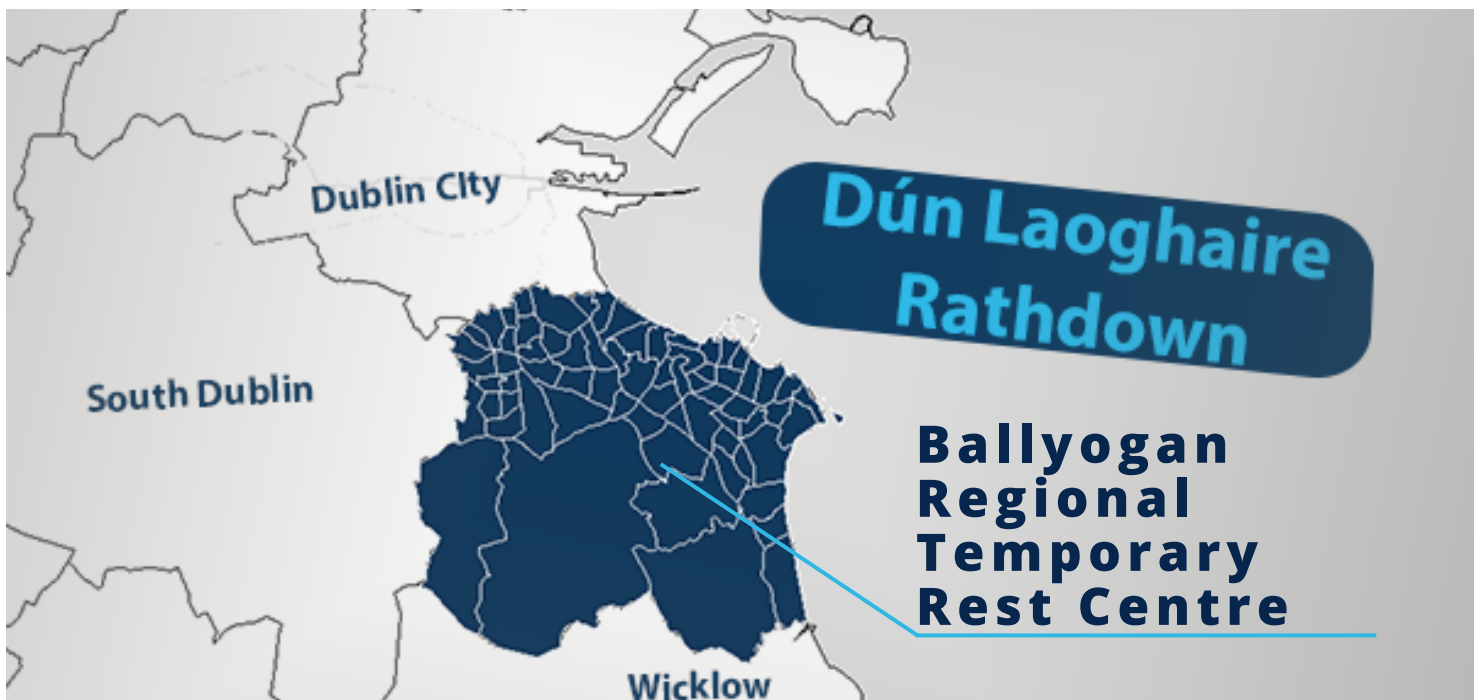 Dublin CIty
Dún Laoghaire
Rathdown
South Dublin
Ballyogan
Regional
Temporary
Rest Centre
Wicklow